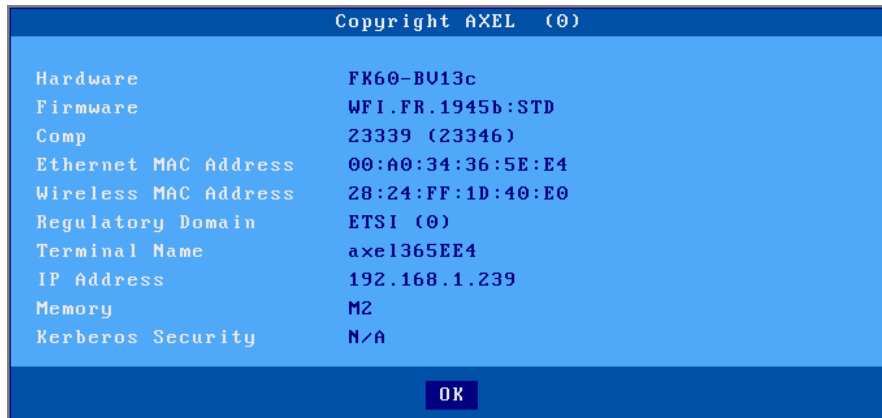 Copyright AXEL (0)
Hardware FK60-BV13c
Firmware WFI.FR.1945b:STD
Comp 23339 (23346)
Ethernet MAC Address 00:A0:34:36:5E:E4
Wireless MAC Address 28:24:FF:1D:40:E0
Regulatory Domain ETSI (0)
Terminal Name axel365EE4
IP Address 192.168.1.239
Memory M2
Kerberos Security N/A
OK